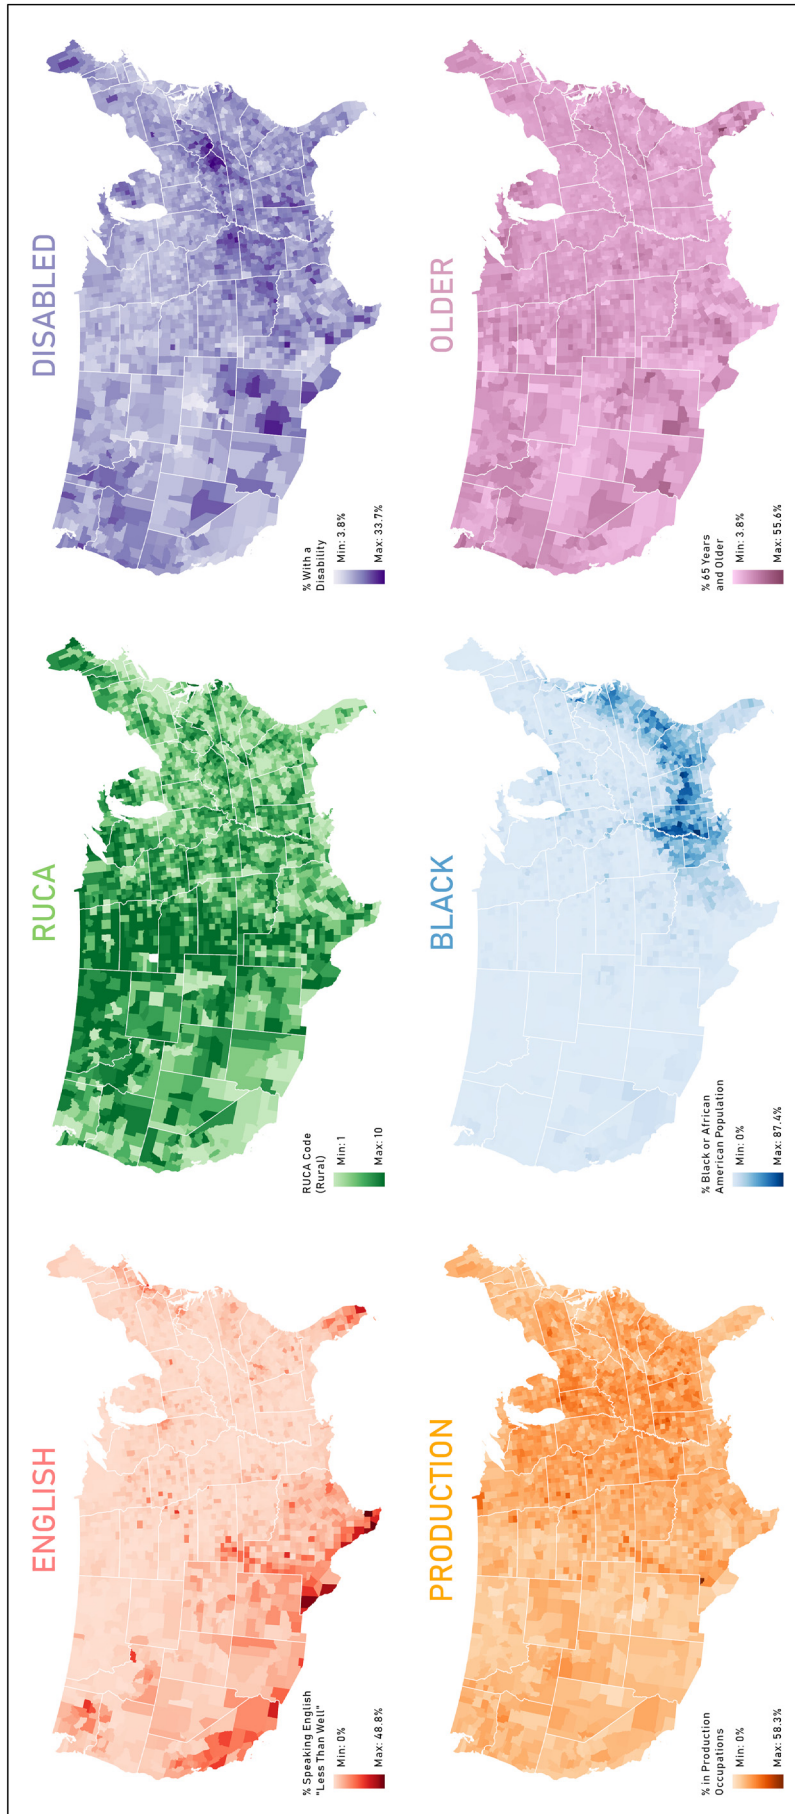 ENGLISH
% Speaking English
"Less Than Well"
Min: 0%
Max: 48.8%
RUCA
RUCA Code
(Rural)
Min: 1
Max: 10
DISABLED
% With a
Disability
Min: 3.8%
Max: 33.7%
PRODUCTION
% in Production
Occupations
Min: 0%
Max: 58.3%
BLACK
% Black or African
American Population
Min: 0%
Max: 87.4%
OLDER
% 65 Years
and Older
Min: 3.8%
Max: 55.6%